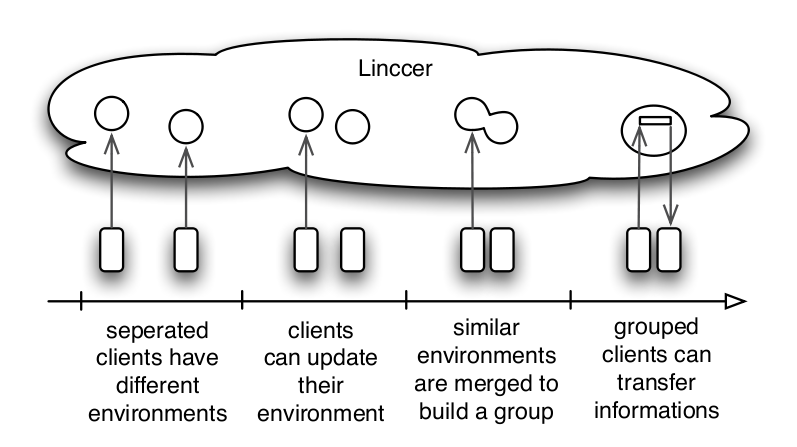 Linccer
seperated
clients have
different
environments
clients
can update
their
environment
similar
environments
are merged to
build a group
grouped
clients can
transfer
informations